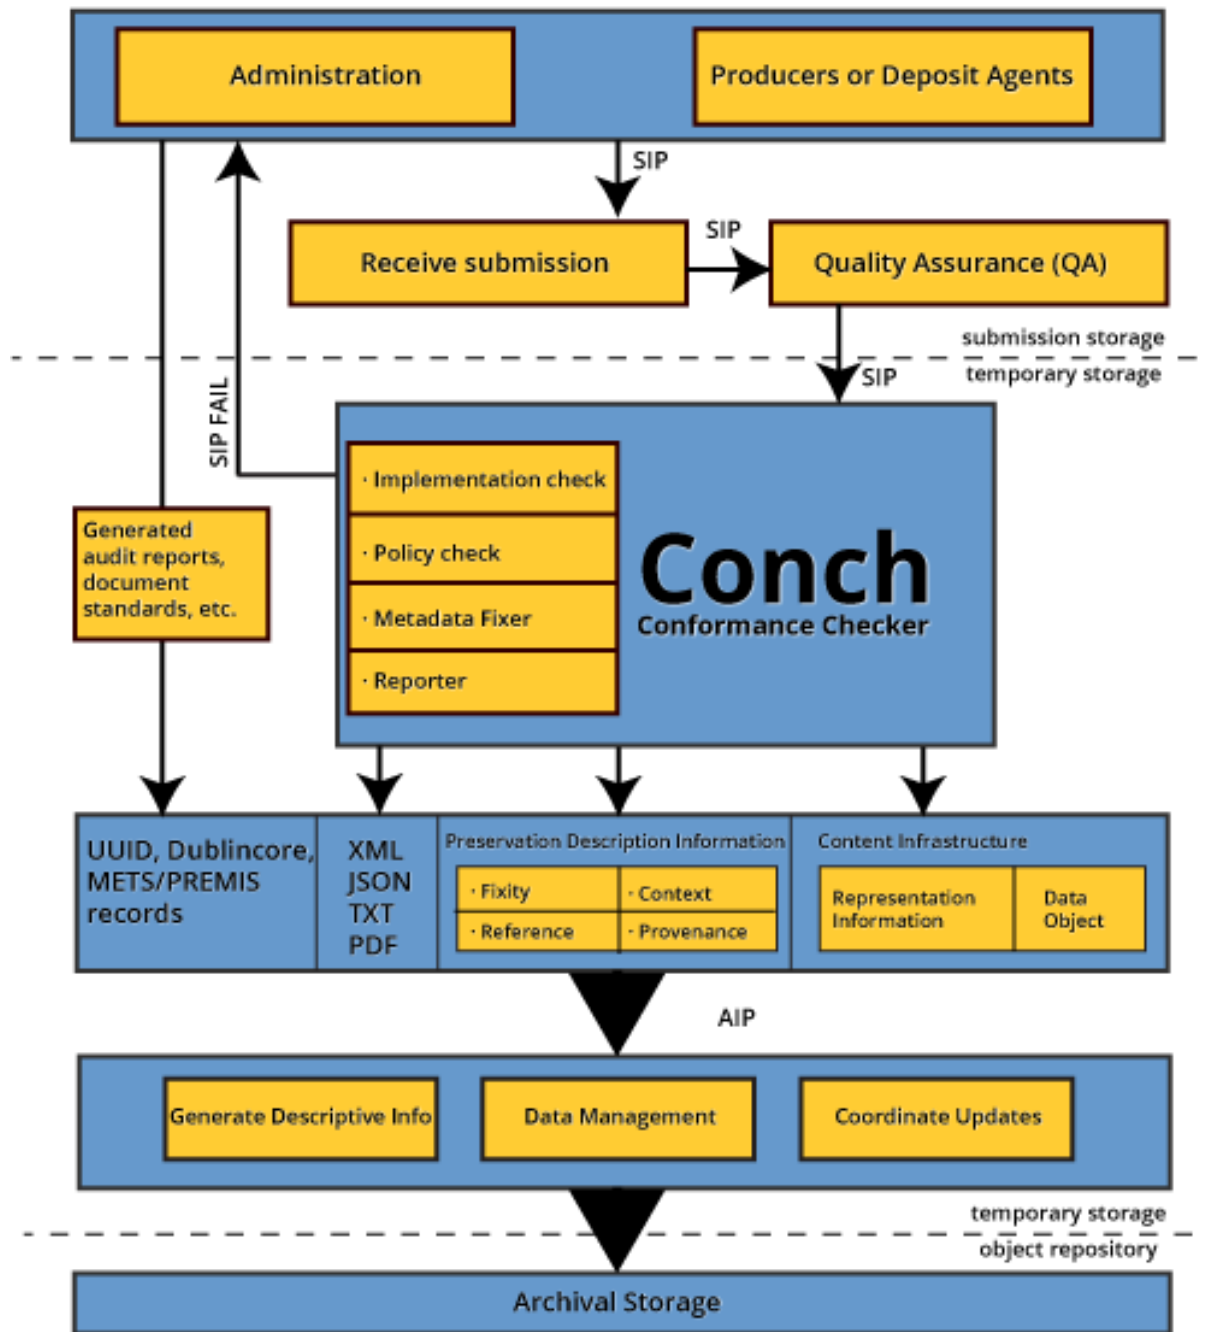 Administration
Producers or Deposit Agents
SIP
Receive submission
SIP
Quality Assurance (QA)
submission storage
temporary storage
SIP
SIP FAIL
· Implementation check
· Policy check
· Metadata Fixer
· Reporter
Conch
Conformance Checker
Generated
audit reports,
document
standards, etc.
UUID, Dublincore,
METS/PREMIS
records
XML
JSON
TXT
PDF
Preservation Description Information
· Fixity
· Context
· Reference
· Provenance
Content Infrastructure
Representation
Information
Data
Object
AIP
Generate Descriptive Info
Data Management
Coordinate Updates
temporary storage
object repository
Archival Storage